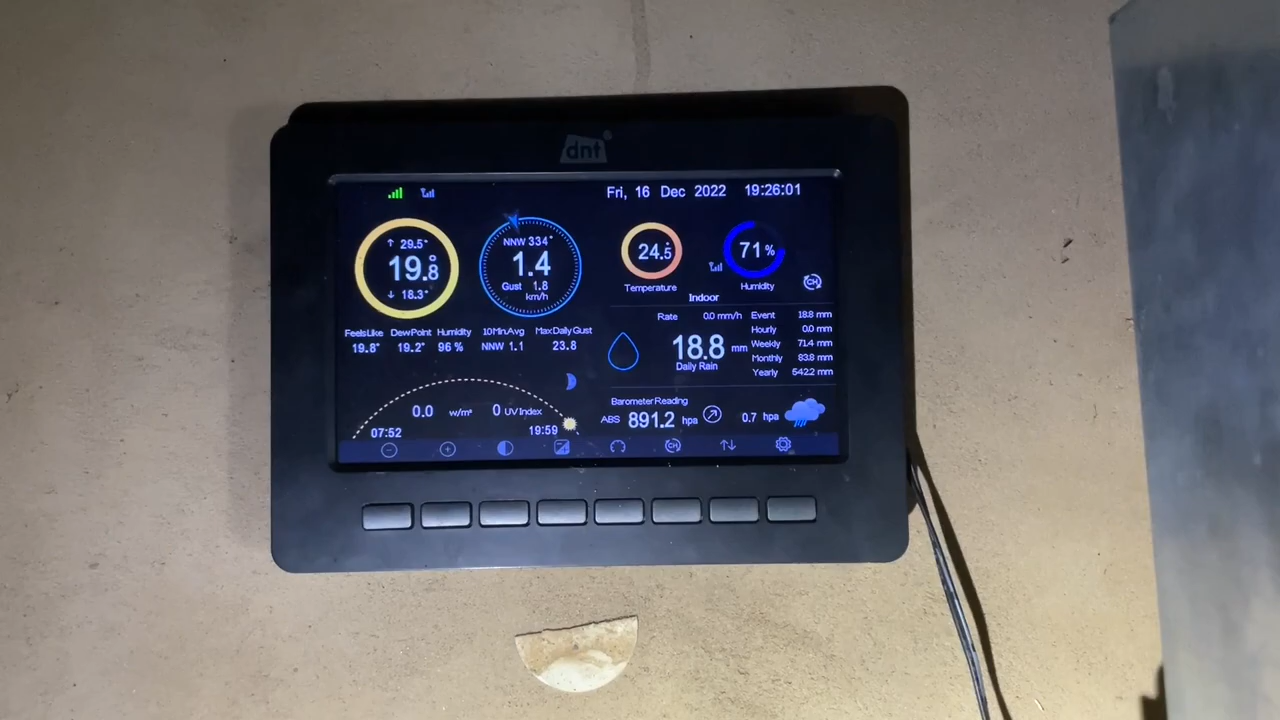 dnt
Fri, 16 Dec 2022 19:26:01
↑ 29.5°
19.8°
↓ 18.3°
NNW 334°
1.4
Gust 1.8
km/h
24.5°
Temperature
71%
Humidity
CH
Indoor
FeelsLike DewPoint Humidity 10MinAvg MaxDailyGust
19.8° 19.2° 96 % NNW 1.1 23.8
Rate 0.0 mm/h
18.8 mm
Daily Rain
Event 18.8 mm
Hourly 0.0 mm
Weekly 71.4 mm
Monthly 83.8 mm
Yearly 542.2 mm
0.0 w/m² 0 UV Index
07:52 19:59
Barometer Reading
ABS 891.2 hpa 0.7 hpa
CH